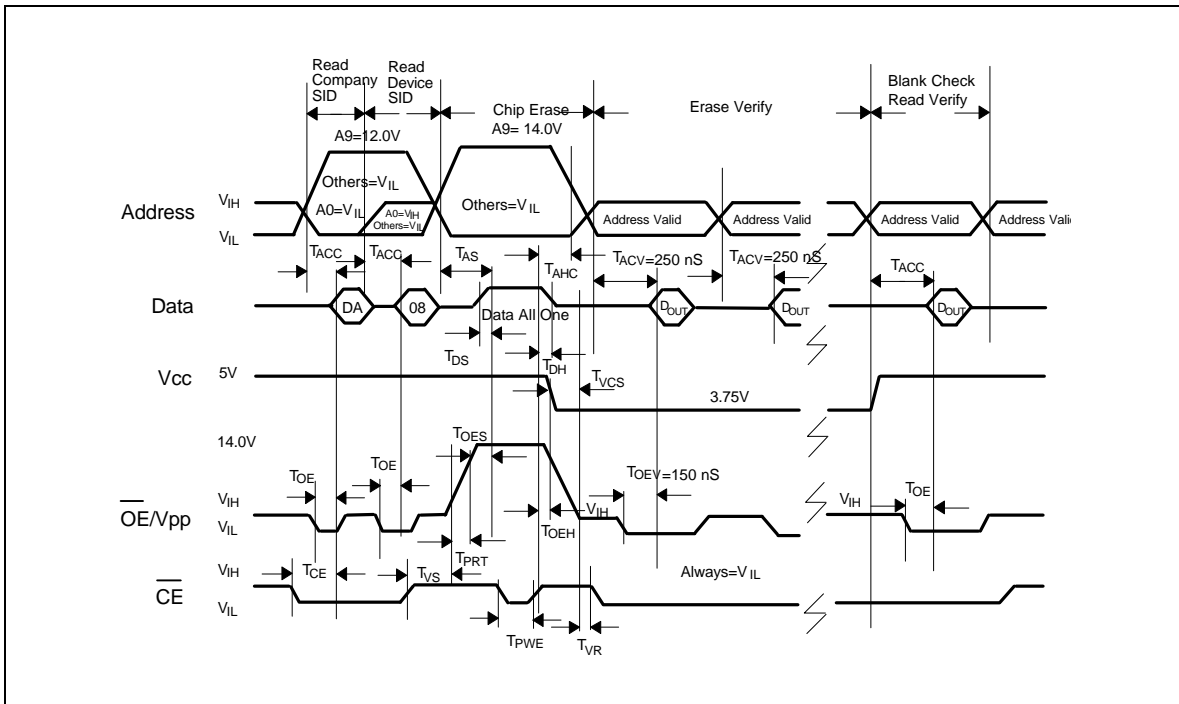 Read Company SID
Read Device SID
Chip Erase
Erase Verify
Blank Check Read Verify
A9=12.0V
A9= 14.0V
Address
VIH
VIL
Others=VIL
A0=VIL
A0=VIH
Others=VIL
Others=VIL
Address Valid
Address Valid
Address Valid
Address Valid
TACC
TACC
TAS
TAHC
TACV=250 nS
TACV=250 nS
TACC
Data
DA
08
Data All One
DOUT
DOUT
DOUT
TDS
TDH
TVCS
Vcc
5V
3.75V
14.0V
TOES
TOE
TOE
TOEV=150 nS
TOE
OE/Vpp
VIH
VIL
VIH
VIH
TOEH
TPRT
CE
VIH
VIL
TCE
TVS
Always=VIL
TPWE
TVR